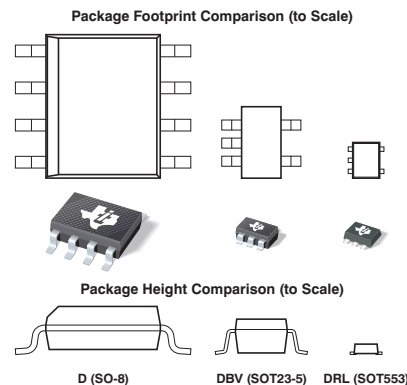 Package Footprint Comparison (to Scale)
Package Height Comparison (to Scale)
D (SO-8)
DBV (SOT23-5)
DRL (SOT553)